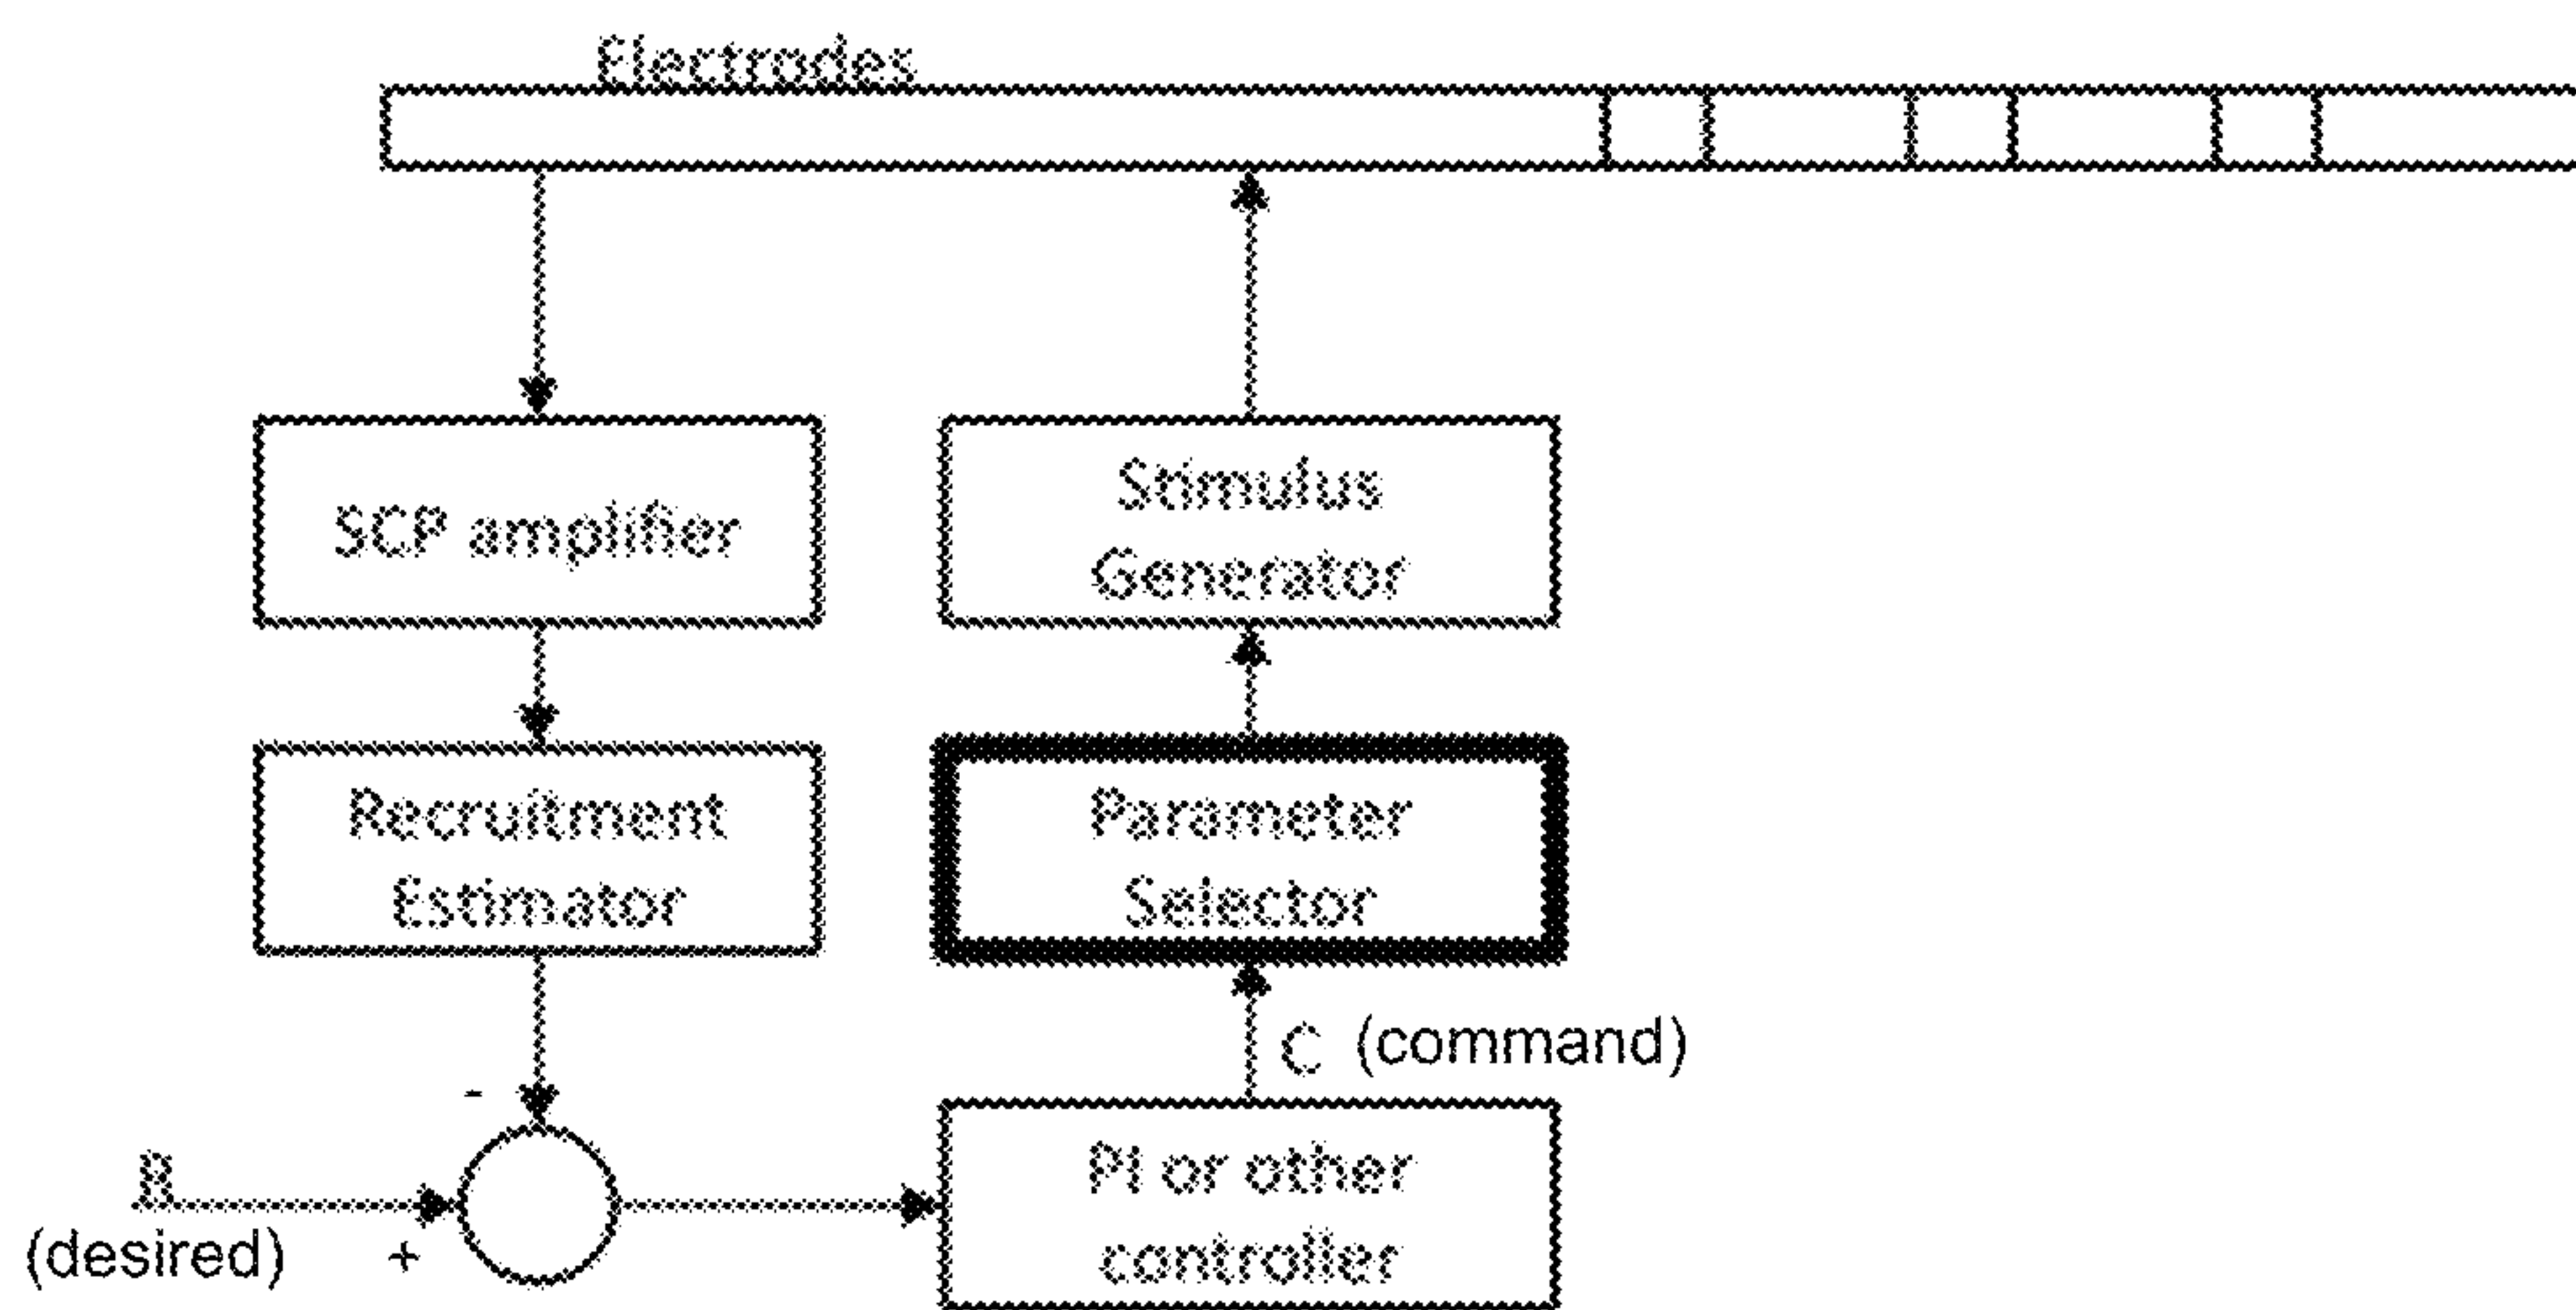 Electrodes
SCP amplifier
Stimulus
Generator
Recruitment
Estimator
Parameter
Selector
C (command)
-
R
(desired)
+
PI or other
controller